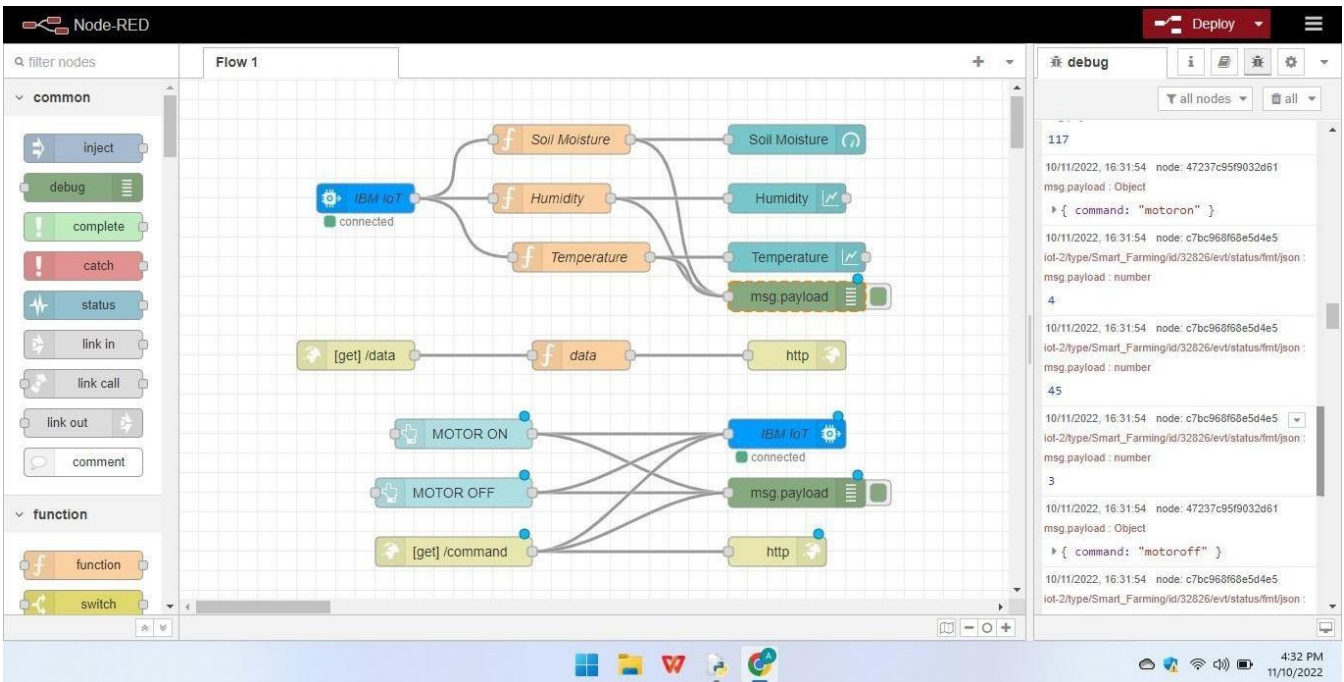 Node-RED
Deploy
filter nodes
Flow 1
debug
i
all nodes
all
common
inject
debug
complete
catch
status
link in
link call
link out
comment
function
function
switch
Soil Moisture
Soil Moisture
IBM IoT
connected
Humidity
Humidity
Temperature
Temperature
msg.payload
[get] /data
data
http
MOTOR ON
IBM IoT
connected
MOTOR OFF
msg.payload
[get] /command
http
117
10/11/2022, 16:31:54 node: 47237c95f9032d61
msg.payload : Object
{ command: "motoron" }
10/11/2022, 16:31:54 node: c7bc968f68e5d4e5
iot-2/type/Smart_Farming/id/32826/evt/status/fmt/json :
msg.payload : number
4
10/11/2022, 16:31:54 node: c7bc968f68e5d4e5
iot-2/type/Smart_Farming/id/32826/evt/status/fmt/json :
msg.payload : number
45
10/11/2022, 16:31:54 node: c7bc968f68e5d4e5
iot-2/type/Smart_Farming/id/32826/evt/status/fmt/json :
msg.payload : number
3
10/11/2022, 16:31:54 node: 47237c95f9032d61
msg.payload : Object
{ command: "motoroff" }
10/11/2022, 16:31:54 node: c7bc968f68e5d4e5
iot-2/type/Smart_Farming/id/32826/evt/status/fmt/json :
4:32 PM
11/10/2022